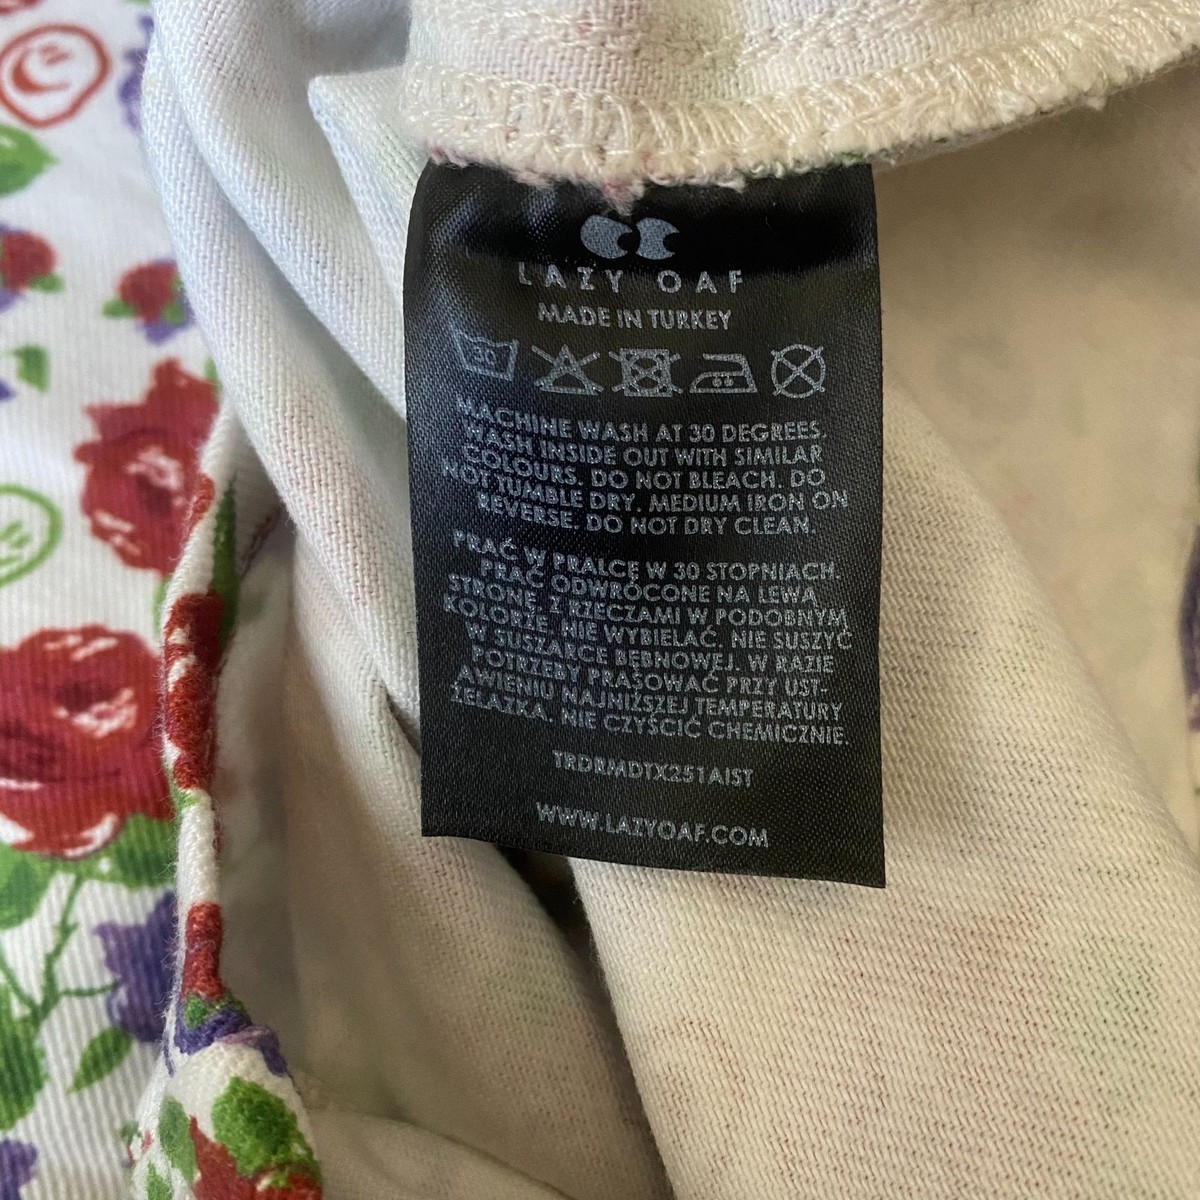 LAZY OAF
MADE IN TURKEY
30
MACHINE WASH AT 30 DEGREES.
WASH INSIDE OUT WITH SIMILAR
COLOURS. DO NOT BLEACH. DO
NOT TUMBLE DRY. MEDIUM IRON ON
REVERSE. DO NOT DRY CLEAN.
PRAĆ W PRALCE W 30 STOPNIACH.
PRAĆ ODWRÓCONE NA LEWĄ
STRONĘ. Z RZECZAMI W PODOBNYM
KOLORZE. NIE WYBIELAĆ. NIE SUSZYĆ
W SUSZARCE BĘBNOWEJ. W RAZIE
POTRZEBY PRASOWAĆ PRZY UST-
AWIENIU NAJNIŻSZEJ TEMPERATURY
ŻELAZKA. NIE CZYŚCIĆ CHEMICZNIE.
TRDRMDTX251AIST
WWW.LAZYOAF.COM